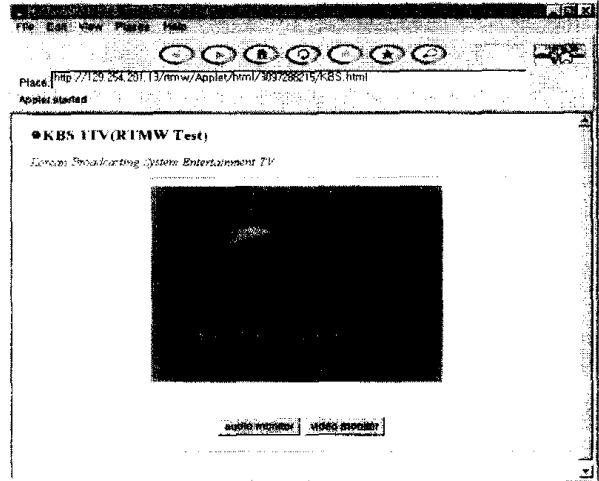 File Edit View Places Help
Place: http://129.254.201.13/rtmw/Applet/html/3097288215/KBS.html
Applet started
KBS 1TV(RTMW Test)
Korean Broadcasting System Entertainment TV
audio monitor video monitor